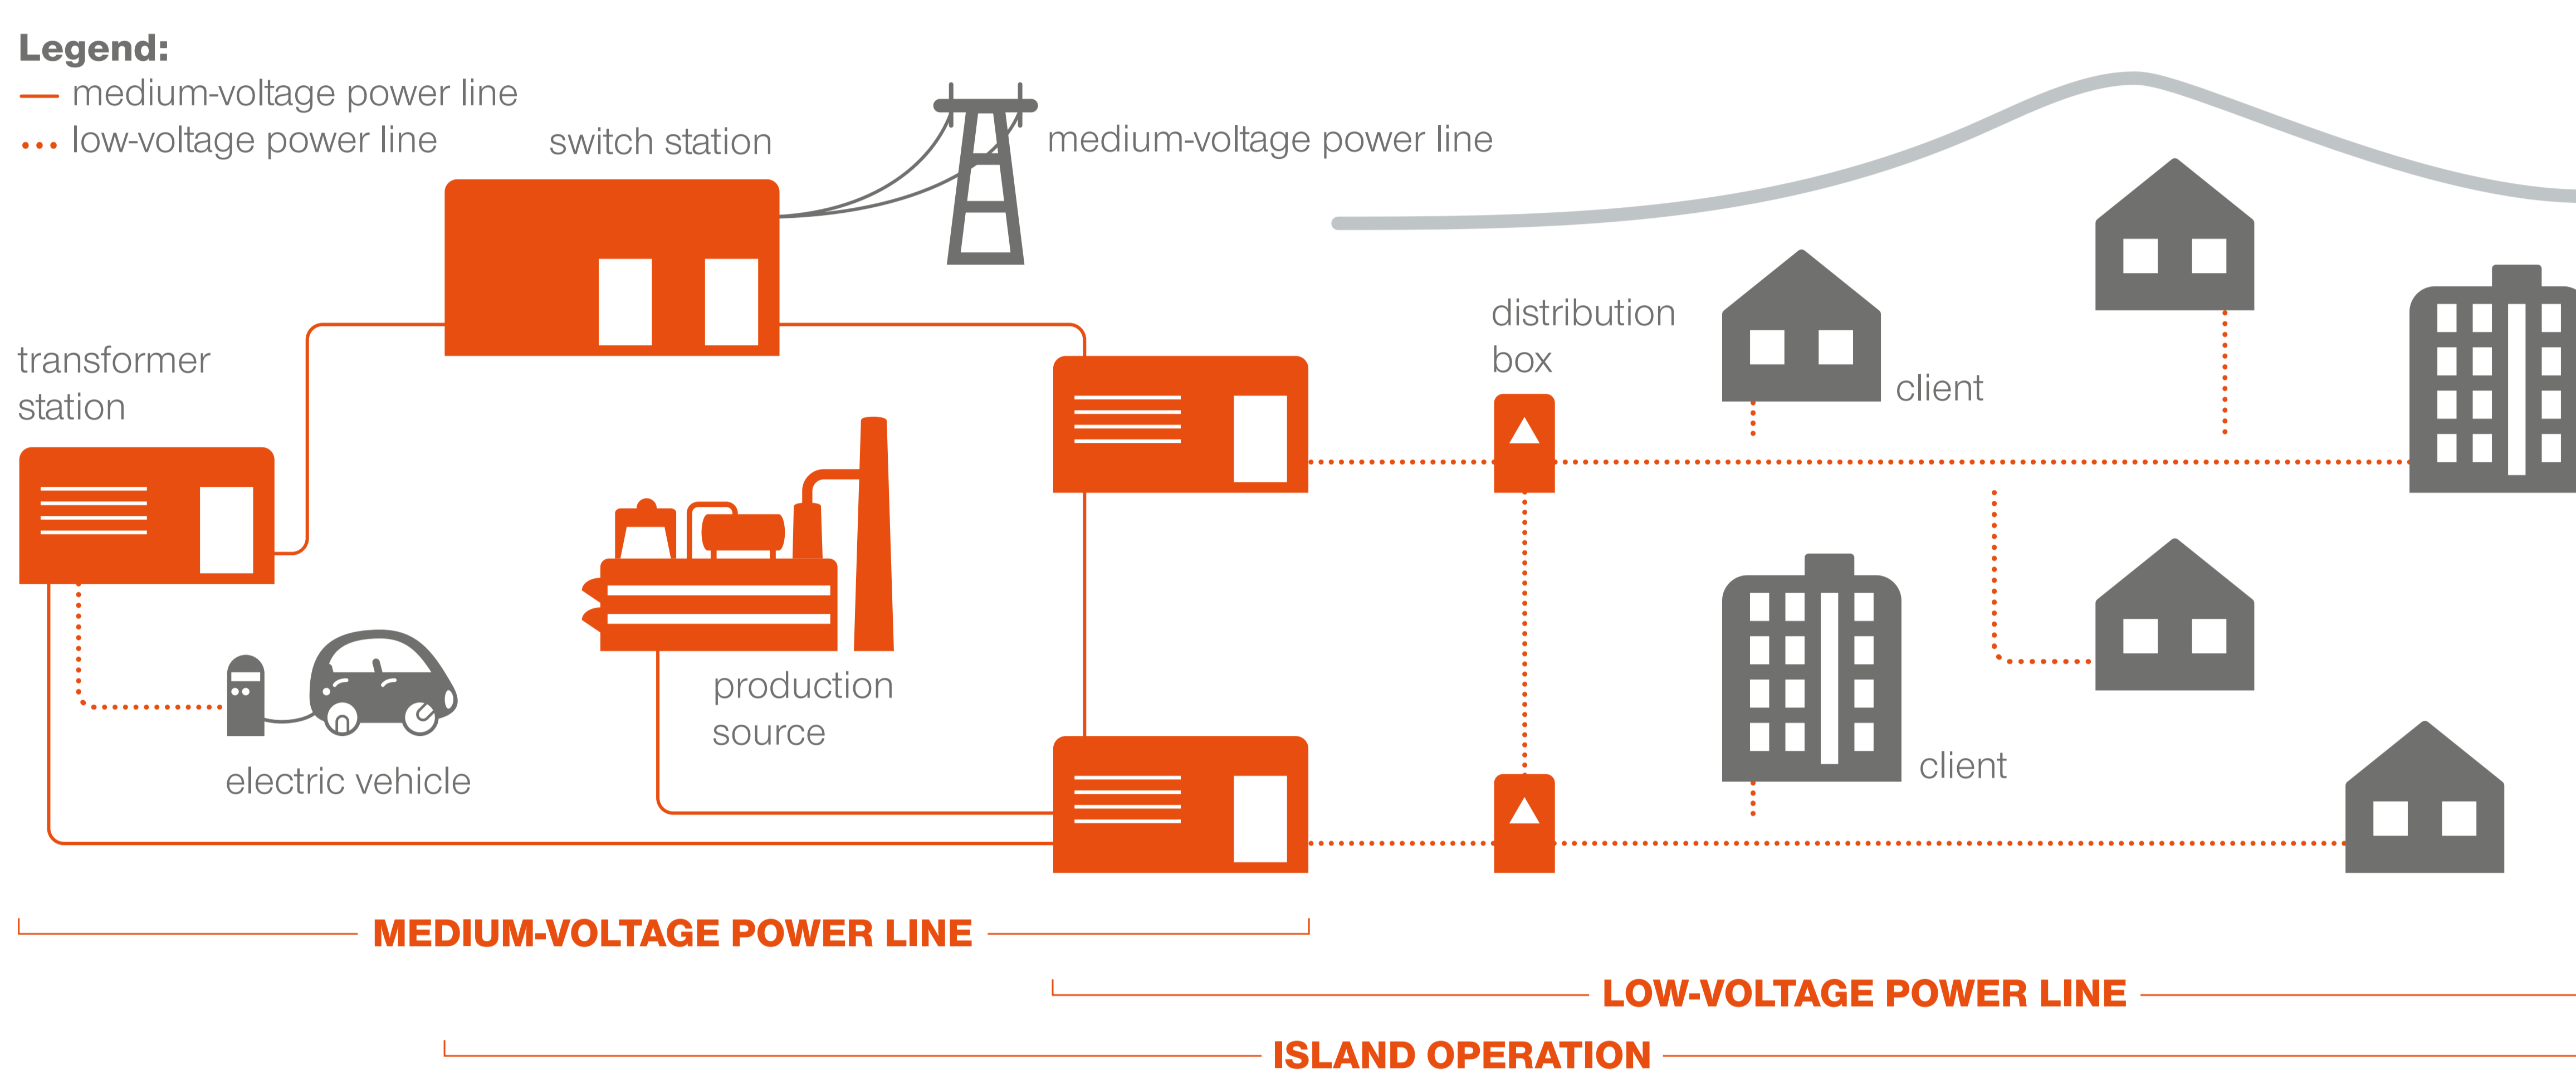 Legend:
medium-voltage power line
low-voltage power line
switch station
medium-voltage power line
transformer
station
distribution
box
client
production
source
electric vehicle
client
MEDIUM-VOLTAGE POWER LINE
LOW-VOLTAGE POWER LINE
ISLAND OPERATION